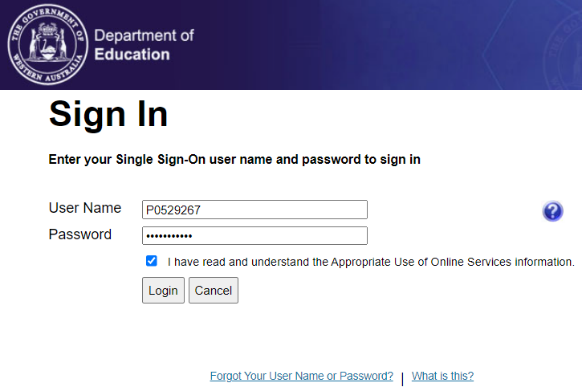 THE GOVERNMENT OF
WESTERN AUSTRALIA
Department of
Education
Sign In
Enter your Single Sign-On user name and password to sign in
User Name P0529267
Password •••••••••••
I have read and understand the Appropriate Use of Online Services information.
Login Cancel
Forgot Your User Name or Password? | What is this?